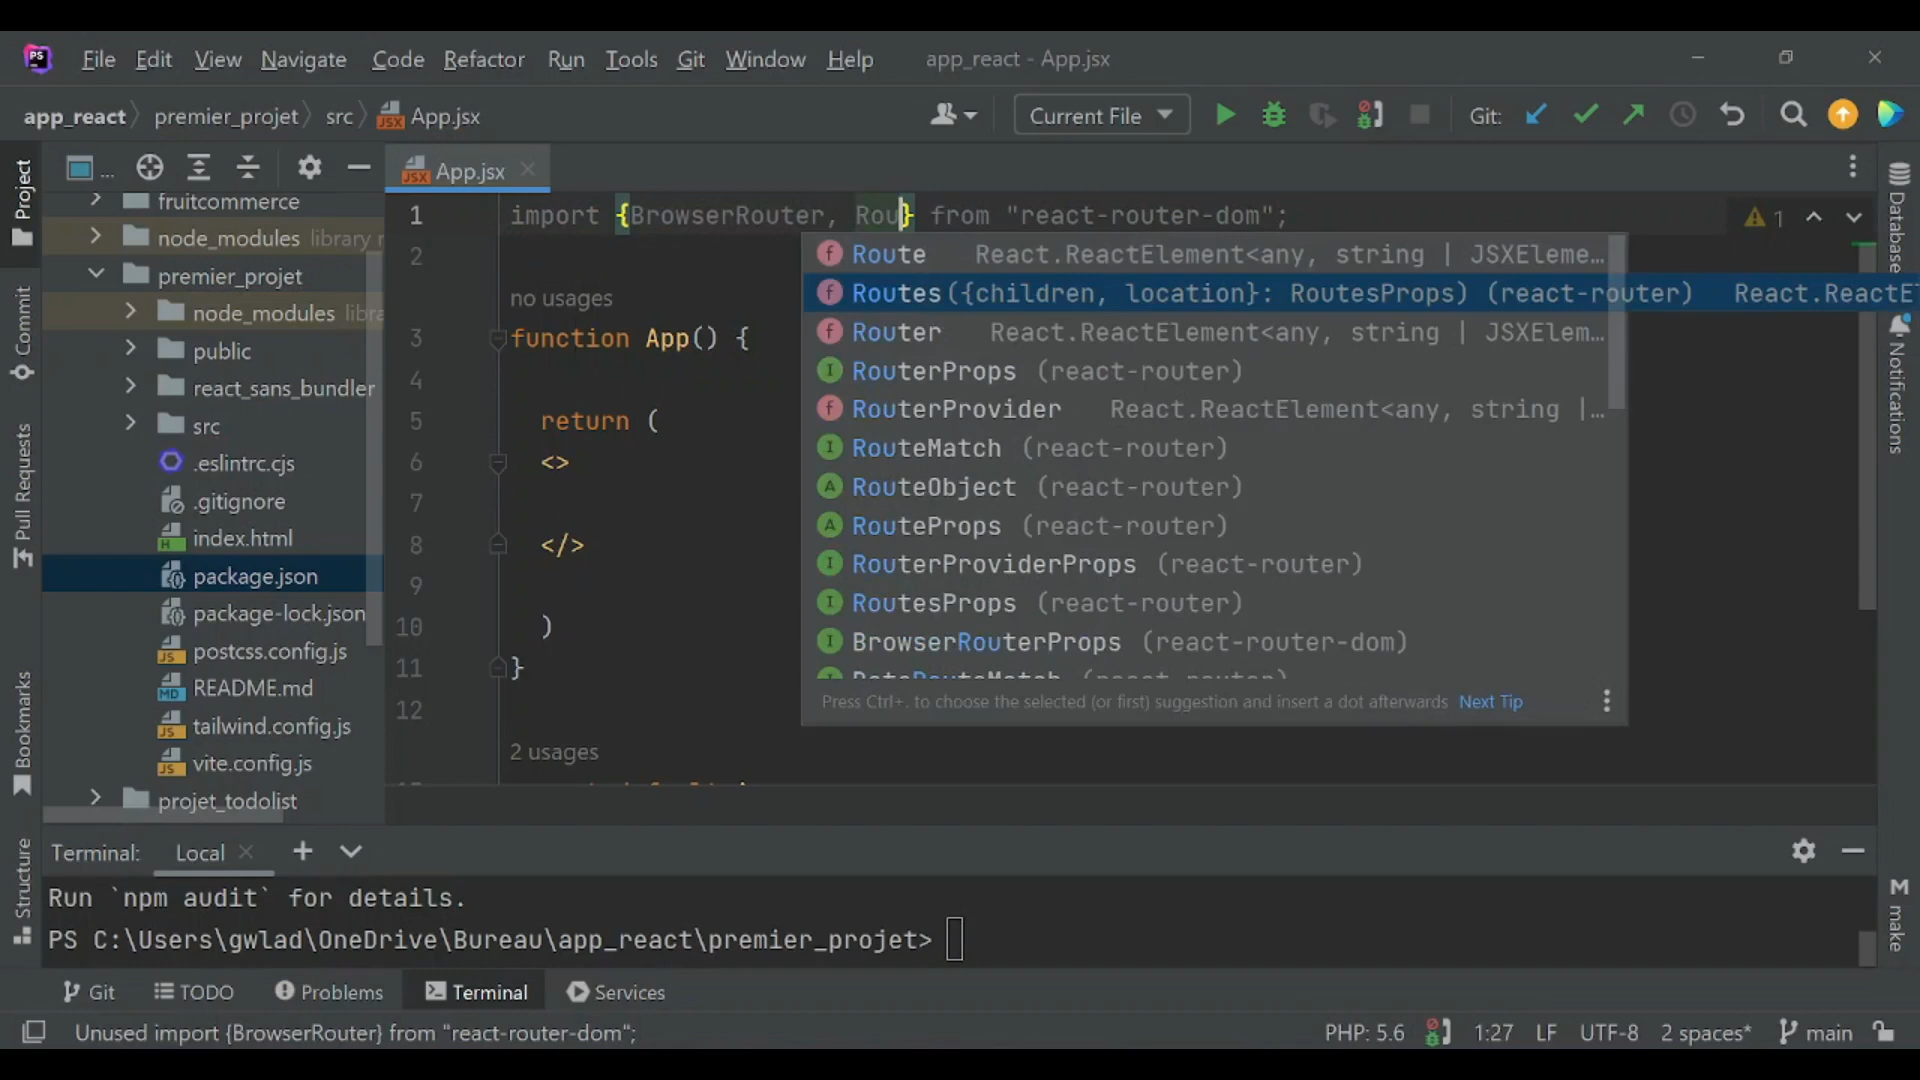 PS File Edit View Navigate Code Refactor Run Tools Git Window Help app_react - App.jsx
app_react premier_projet src JSX App.jsx Current File Git:
Project
Commit
Pull Requests
Bookmarks
Structure
...
fruitcommerce
node_modules library r
premier_projet
node_modules libra
public
react_sans_bundler
src
.eslintrc.cjs
.gitignore
H index.html
package.json
package-lock.json
JS postcss.config.js
MD README.md
JS tailwind.config.js
JS vite.config.js
projet_todolist
JSX App.jsx
1 import {BrowserRouter, Rou} from "react-router-dom";
1
2
no usages
3 function App() {
4
5 return (
6 <>
7
8 </>
9
10 )
11 }
12
2 usages
f Route React.ReactElement<any, string | JSXEleme…
f Routes({children, location}: RoutesProps) (react-router) React.ReactE
f Router React.ReactElement<any, string | JSXElem…
I RouterProps (react-router)
f RouterProvider React.ReactElement<any, string |…
I RouteMatch (react-router)
A RouteObject (react-router)
A RouteProps (react-router)
I RouterProviderProps (react-router)
I RoutesProps (react-router)
I BrowserRouterProps (react-router-dom)
Press Ctrl+. to choose the selected (or first) suggestion and insert a dot afterwards Next Tip
Database
Notifications
M make
Terminal: Local
Run `npm audit` for details.
PS C:\Users\gwlad\OneDrive\Bureau\app_react\premier_projet>
Git TODO Problems Terminal Services
Unused import {BrowserRouter} from "react-router-dom"; PHP: 5.6 1:27 LF UTF-8 2 spaces* main